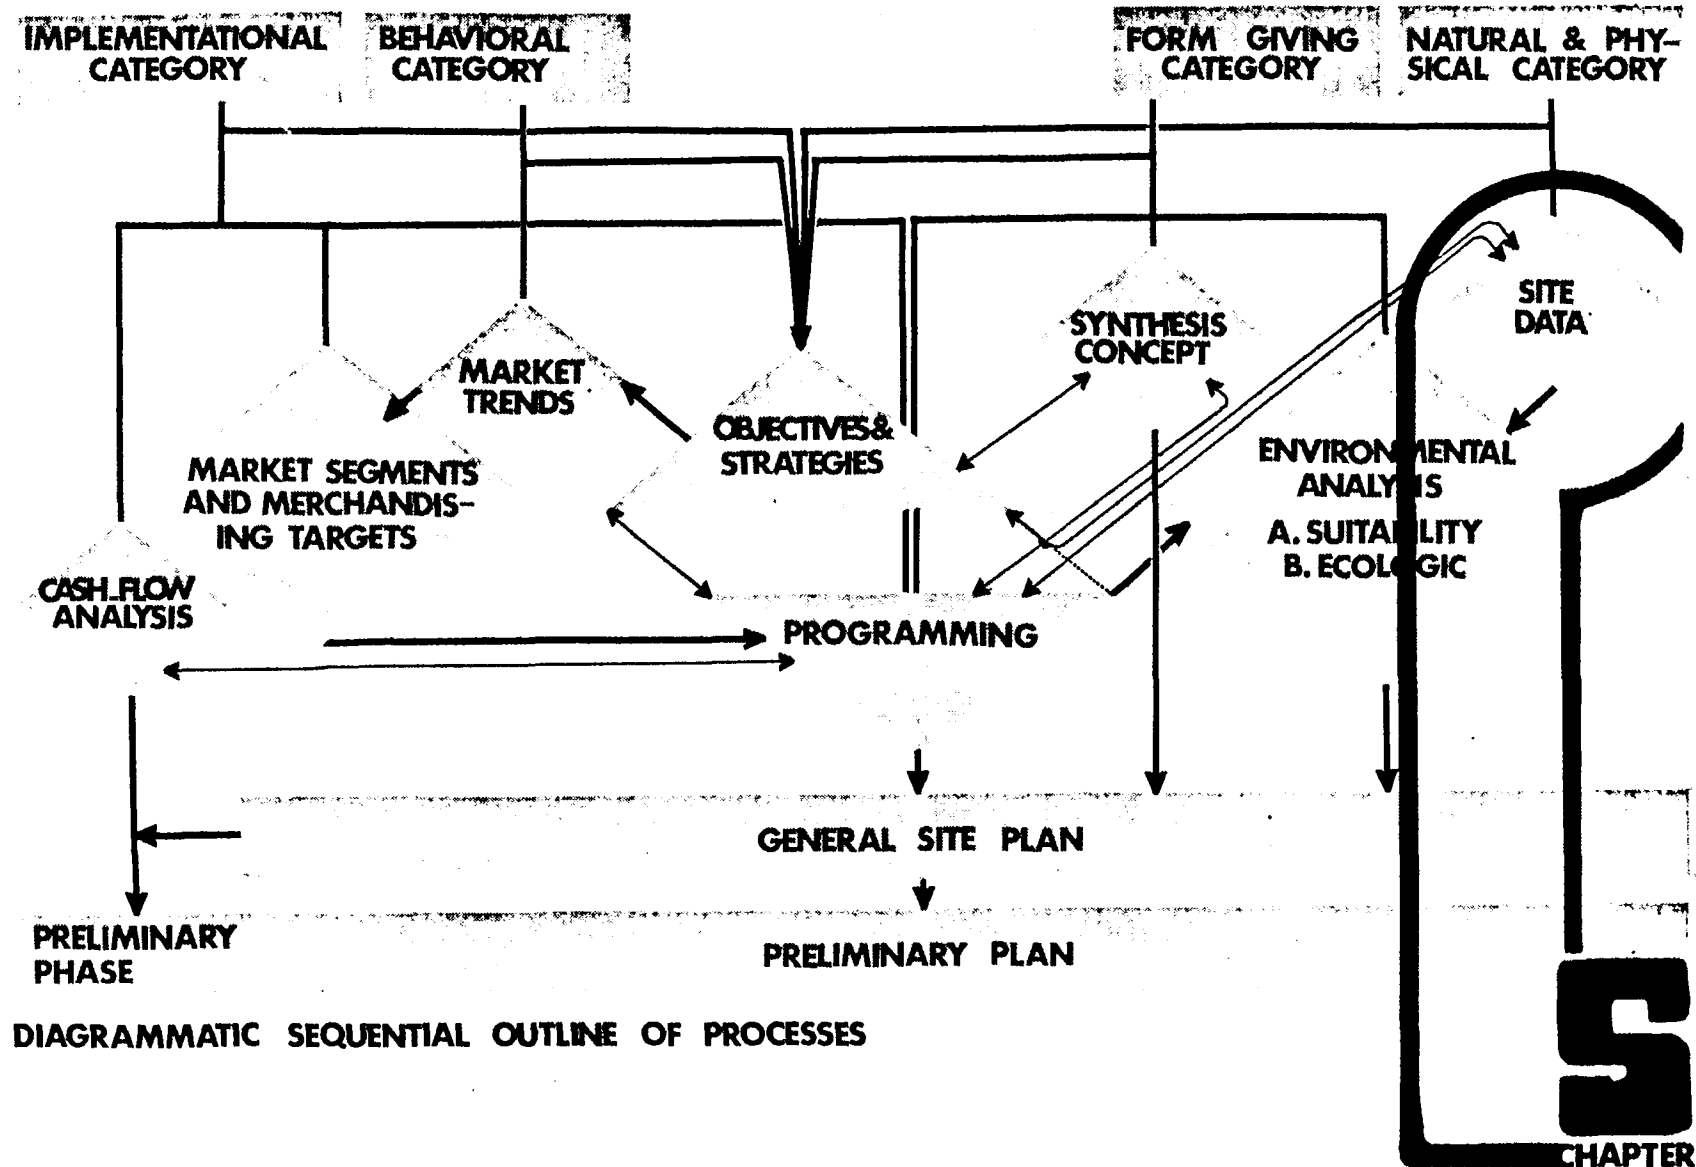 IMPLEMENTATIONAL
CATEGORY
BEHAVIORAL
CATEGORY
FORM GIVING
CATEGORY
NATURAL & PHY-
SICAL CATEGORY
SITE
DATA
SYNTHESIS
CONCEPT
MARKET
TRENDS
OBJECTIVES &
STRATEGIES
MARKET SEGMENTS
AND MERCHANDIS-
ING TARGETS
ENVIRONMENTAL
ANALYSIS
A. SUITABILITY
B. ECOLOGIC
CASH-FLOW
ANALYSIS
PROGRAMMING
GENERAL SITE PLAN
PRELIMINARY
PHASE
PRELIMINARY PLAN
DIAGRAMMATIC SEQUENTIAL OUTLINE OF PROCESSES
S
CHAPTER